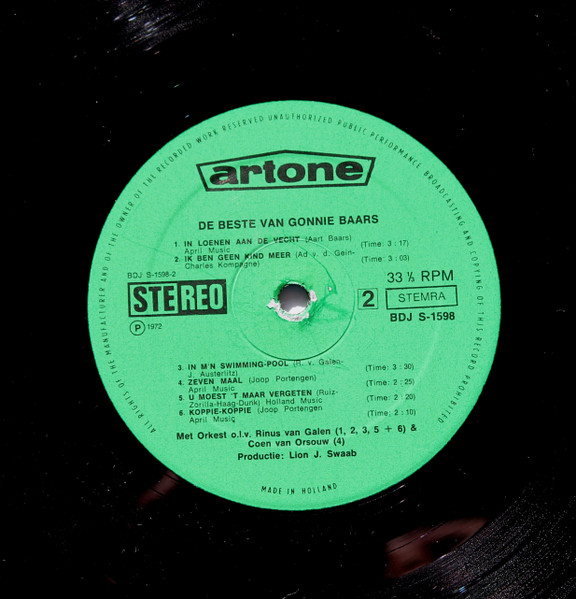 ALL RIGHTS OF THE MANUFACTURER AND OF THE OWNER OF THE RECORDED WORK RESERVED UNAUTHORIZED PUBLIC PERFORMANCE BROADCASTING AND COPYING OF THIS RECORD PROHIBITED
artone
DE BESTE VAN GONNIE BAARS
1. IN LOENEN AAN DE VECHT (Aart Baars)
April Music (Time: 3 : 17)
2. IK BEN GEEN KIND MEER (Ad v. d. Gein-
Charles Kompagne) (Time: 3 : 03)
BDJ S-1598-2
STEREO
33 ⅓ RPM
2 STEMRA
BDJ S-1598
P 1972
3. IN M'N SWIMMING-POOL (R. v. Galen-
J. Austerlitz) (Time: 3 : 30)
4. ZEVEN MAAL (Joop Portengen)
April Music (Time: 2 : 25)
5. U MOEST 'T MAAR VERGETEN (Ruiz-
Zorilla-Haag-Dunk) Holland Music (Time: 2 : 20)
6. KOPPIE-KOPPIE (Joop Portengen
April Music (Time: 2 : 10)
Met Orkest o.l.v. Rinus van Galen (1, 2, 3, 5 + 6) &
Coen van Orsouw (4)
Productie: Lion J. Swaab
MADE IN HOLLAND